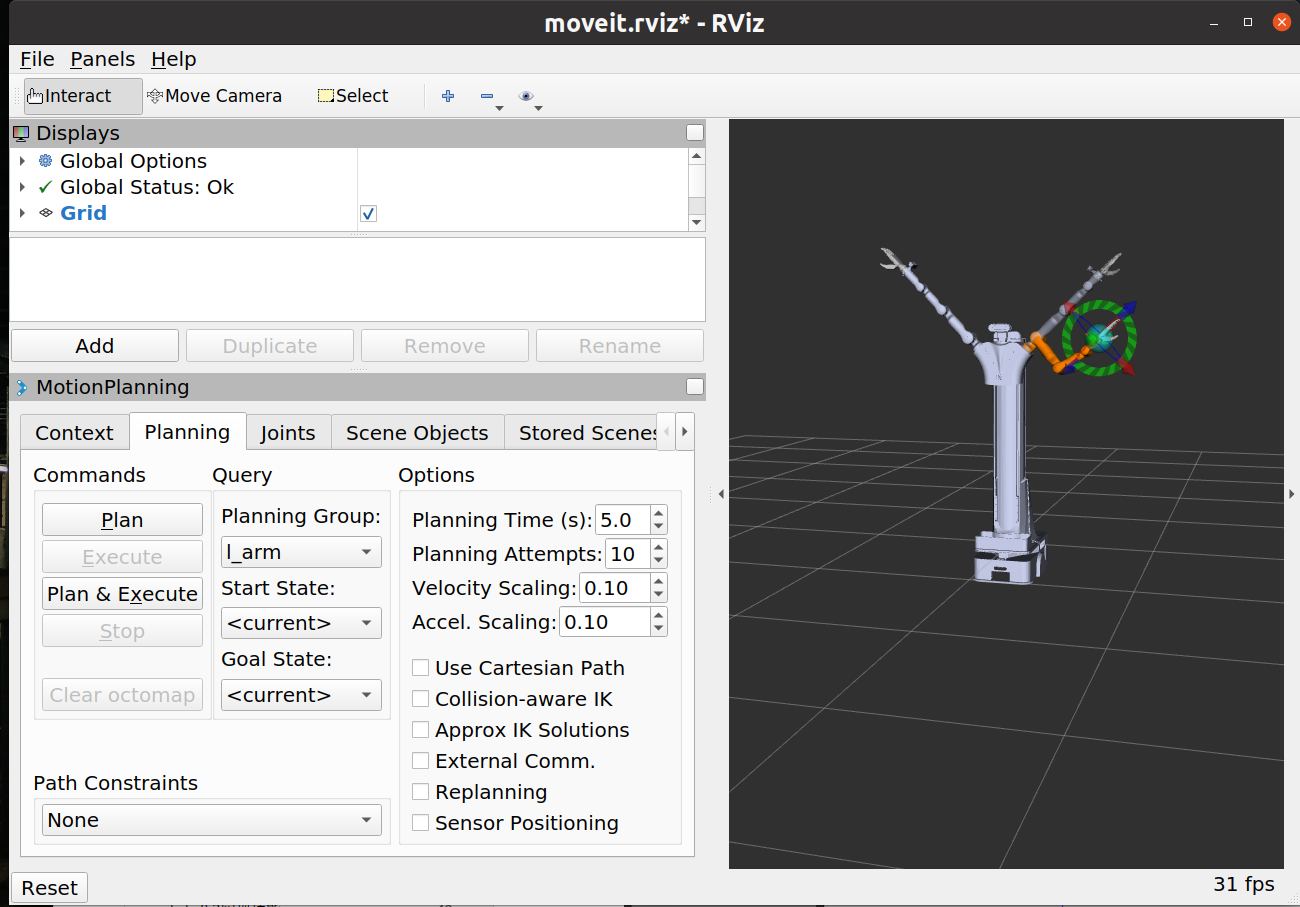 moveit.rviz* - RViz
File Panels Help
Interact Move Camera Select
Displays
Global Options
Global Status: Ok
Grid
Add Duplicate Remove Rename
MotionPlanning
Context Planning Joints Scene Objects Stored Scenes
Commands Query Options
Plan
Execute
Plan & Execute
Stop
Clear octomap
Planning Group:
l_arm
Start State:
<current>
Goal State:
<current>
Planning Time (s): 5.0
Planning Attempts: 10
Velocity Scaling: 0.10
Accel. Scaling: 0.10
Use Cartesian Path
Collision-aware IK
Approx IK Solutions
External Comm.
Replanning
Sensor Positioning
Path Constraints
None
Reset
31 fps